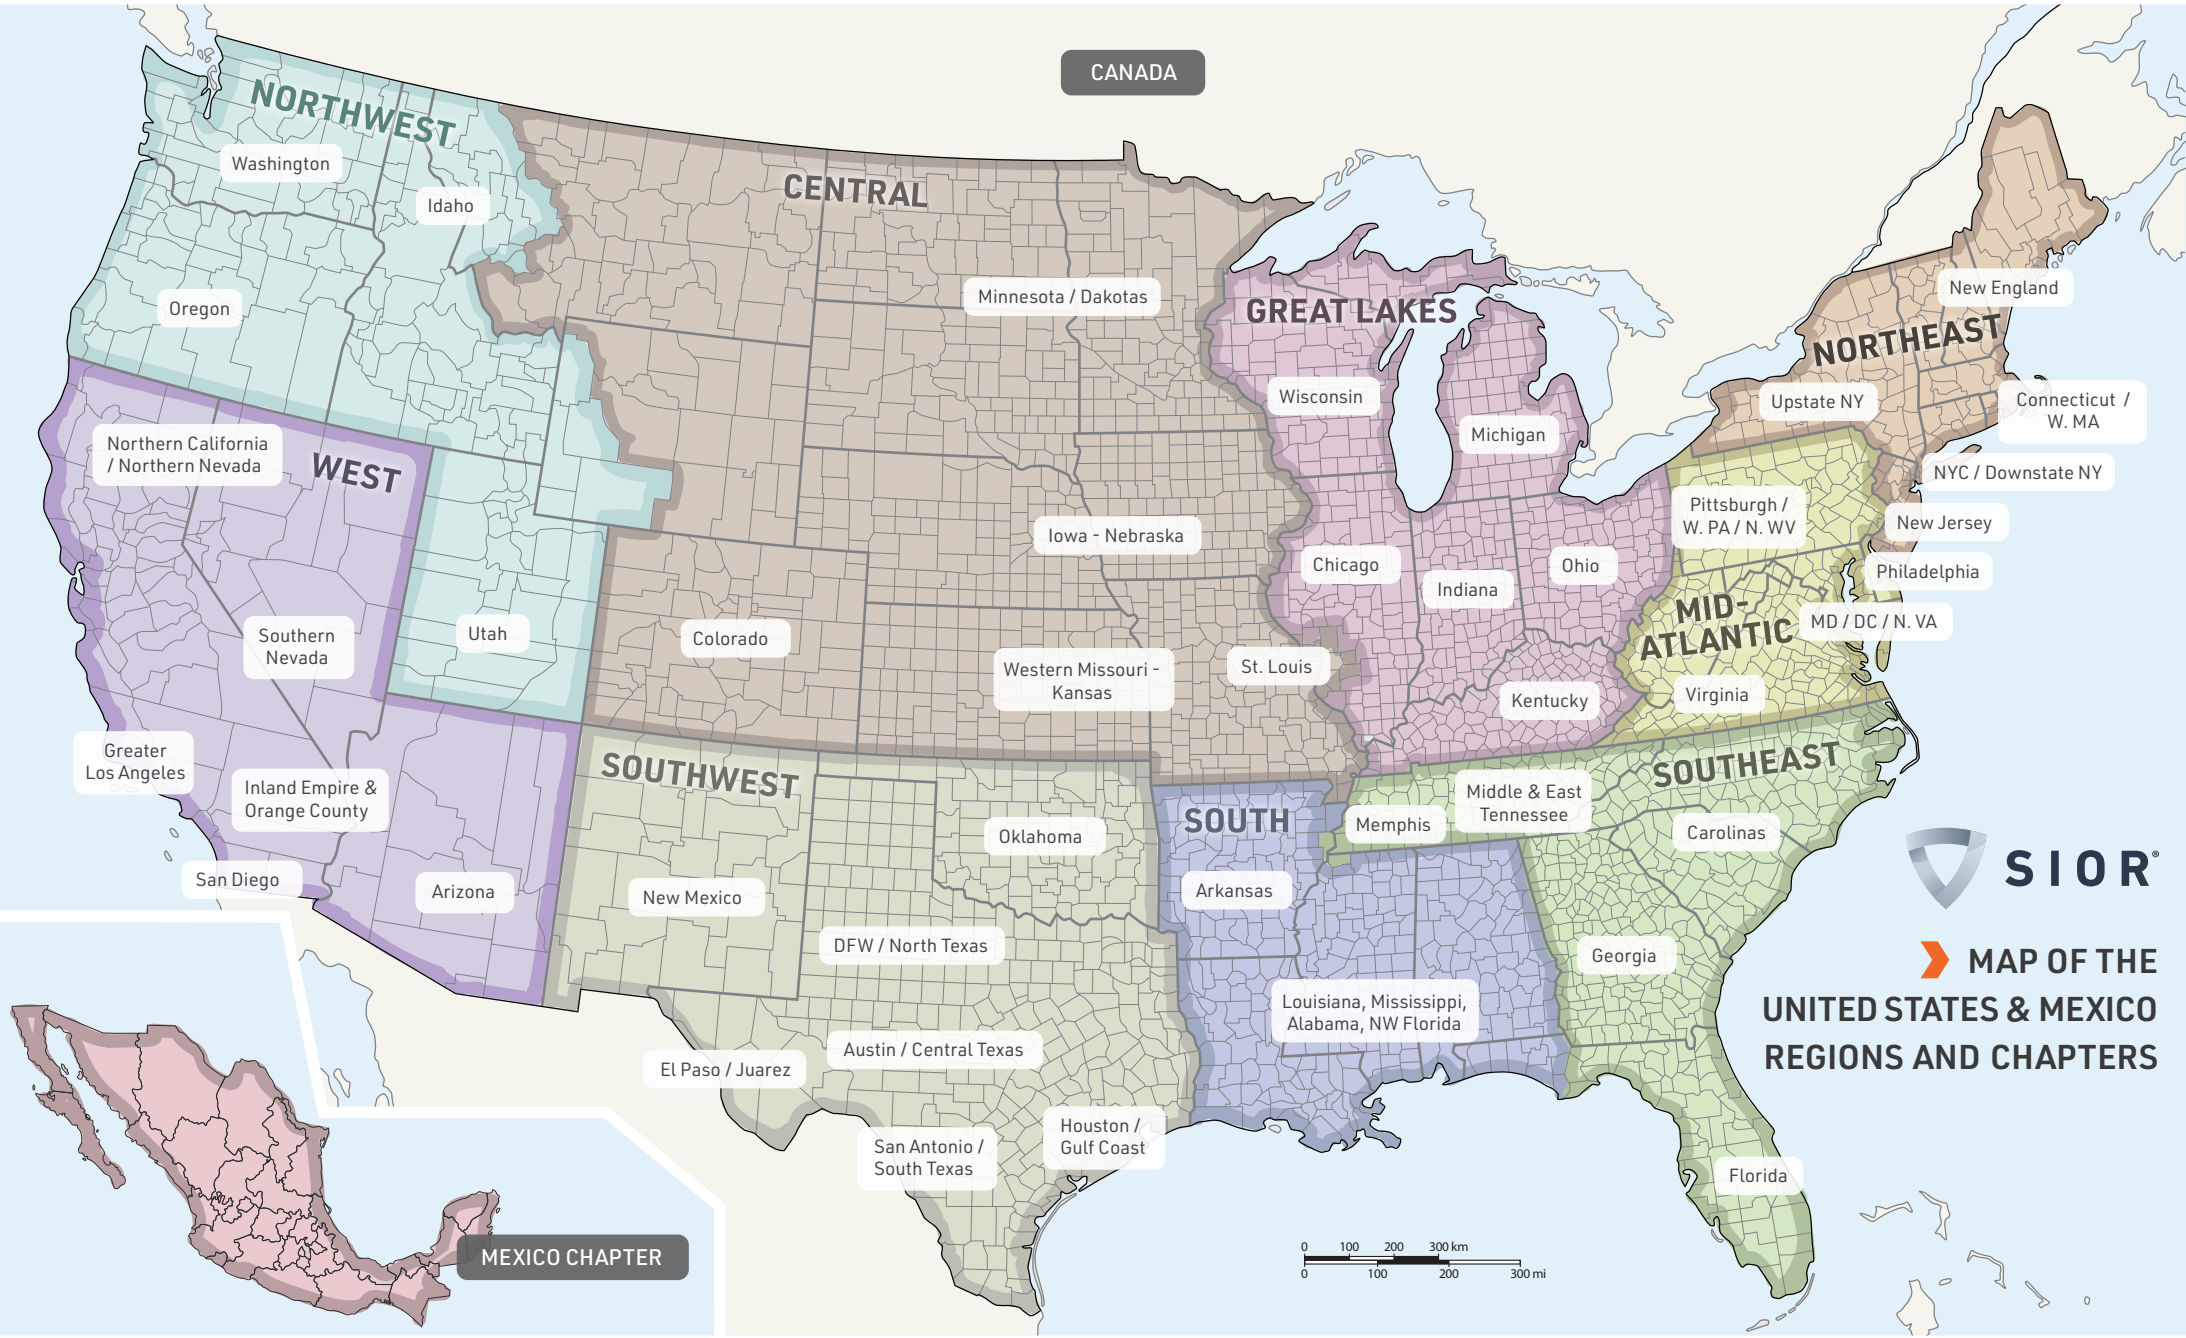 CANADA
NORTHWEST
Washington
Idaho
Oregon
CENTRAL
Minnesota / Dakotas
Iowa - Nebraska
Colorado
Western Missouri -
Kansas
St. Louis
GREAT LAKES
Wisconsin
Michigan
Chicago
Indiana
Ohio
Kentucky
NORTHEAST
New England
Upstate NY
Connecticut /
W. MA
NYC / Downstate NY
New Jersey
Pittsburgh /
W. PA / N. WV
Philadelphia
MID-
ATLANTIC
MD / DC / N. VA
Virginia
WEST
Northern California
/ Northern Nevada
Southern
Nevada
Utah
Greater
Los Angeles
Inland Empire &
Orange County
San Diego
Arizona
SOUTHWEST
Oklahoma
New Mexico
DFW / North Texas
Austin / Central Texas
El Paso / Juarez
San Antonio /
South Texas
Houston /
Gulf Coast
SOUTH
Arkansas
Louisiana, Mississippi,
Alabama, NW Florida
SOUTHEAST
Memphis
Middle & East
Tennessee
Carolinas
Georgia
Florida
SIOR®
MAP OF THE
UNITED STATES & MEXICO
REGIONS AND CHAPTERS
MEXICO CHAPTER
0 100 200 300 km
0 100 200 300 mi